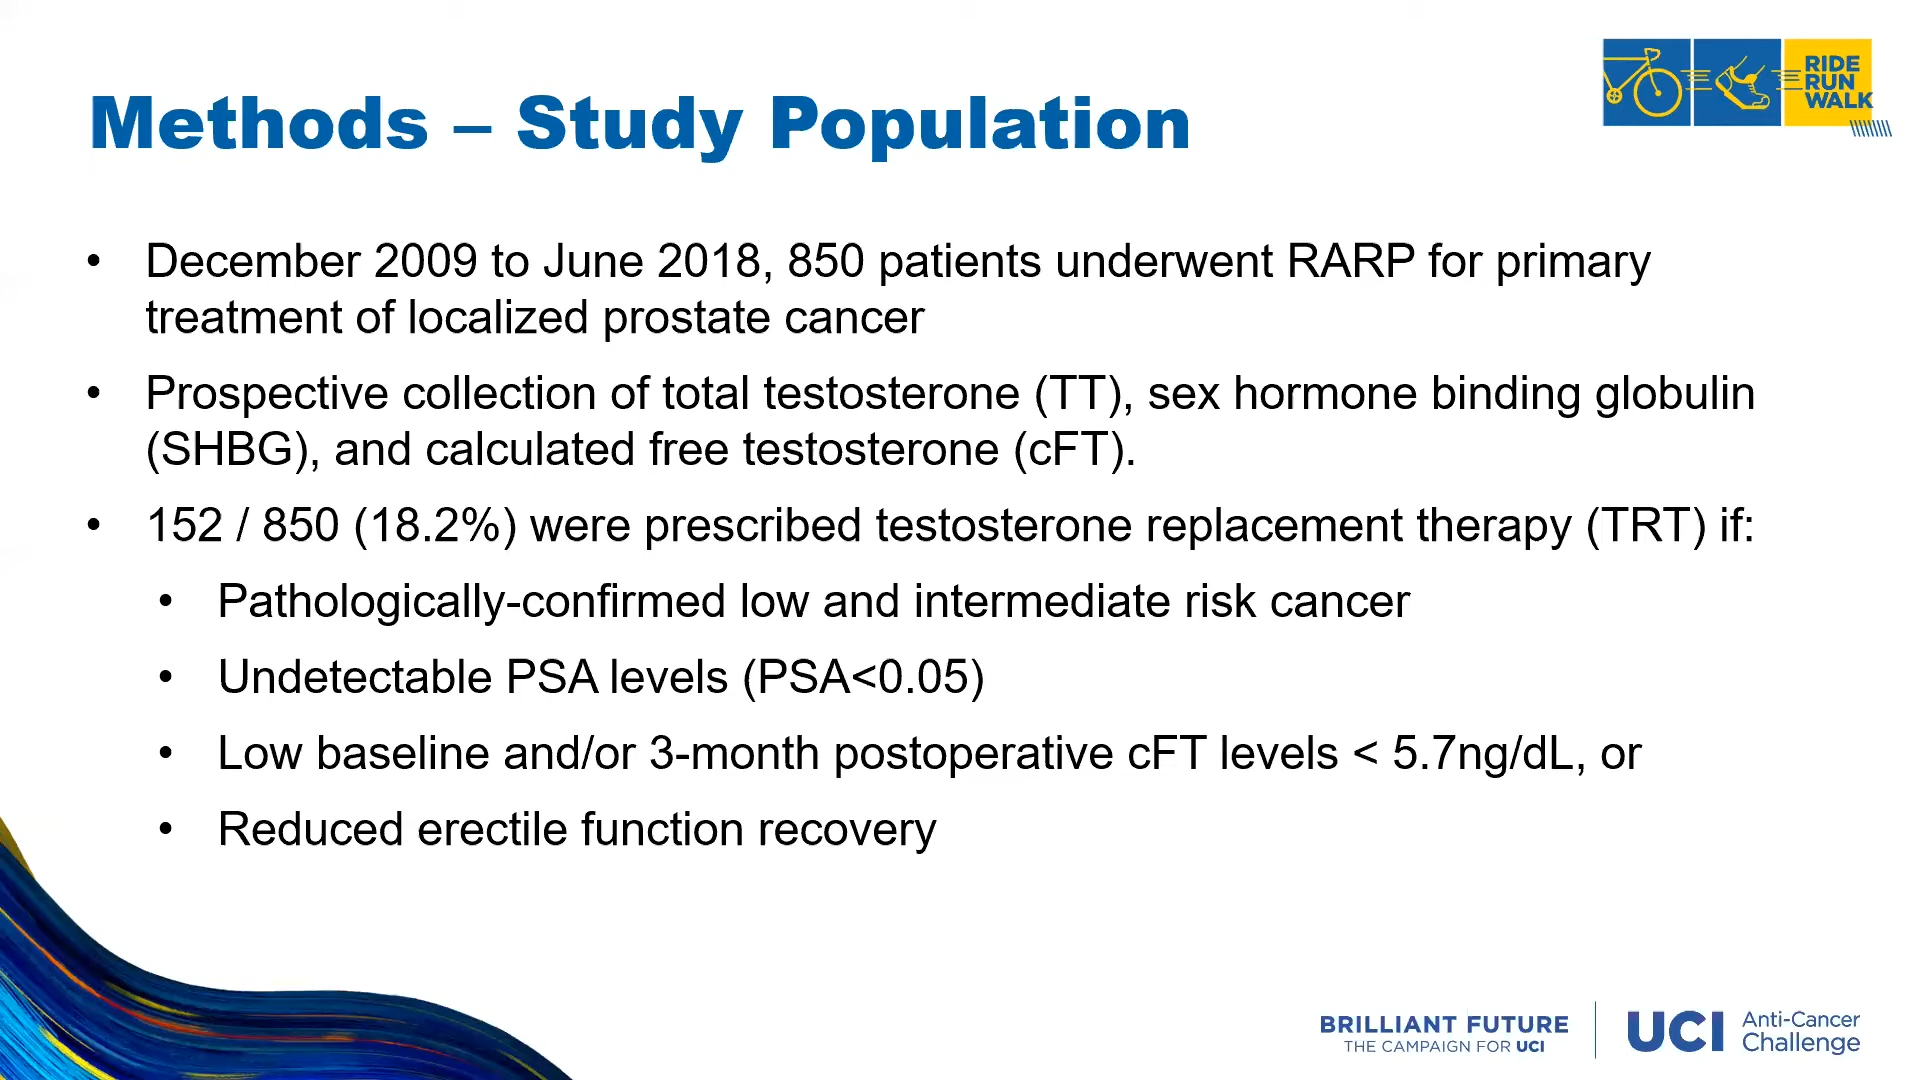 RIDE
RUN
WALK
Methods – Study Population
• December 2009 to June 2018, 850 patients underwent RARP for primary
treatment of localized prostate cancer
• Prospective collection of total testosterone (TT), sex hormone binding globulin
(SHBG), and calculated free testosterone (cFT).
• 152 / 850 (18.2%) were prescribed testosterone replacement therapy (TRT) if:
• Pathologically-confirmed low and intermediate risk cancer
• Undetectable PSA levels (PSA<0.05)
• Low baseline and/or 3-month postoperative cFT levels < 5.7ng/dL, or
• Reduced erectile function recovery
BRILLIANT FUTURE
THE CAMPAIGN FOR UCI
UCI Anti-Cancer
Challenge